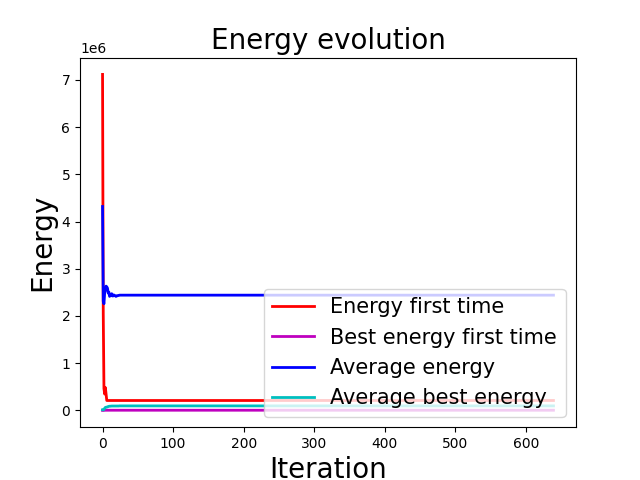 Energy evolution
1e6
7
6
5
4
3
2
1
0
Energy
Energy first time
Best energy first time
Average energy
Average best energy
0 100 200 300 400 500 600
Iteration